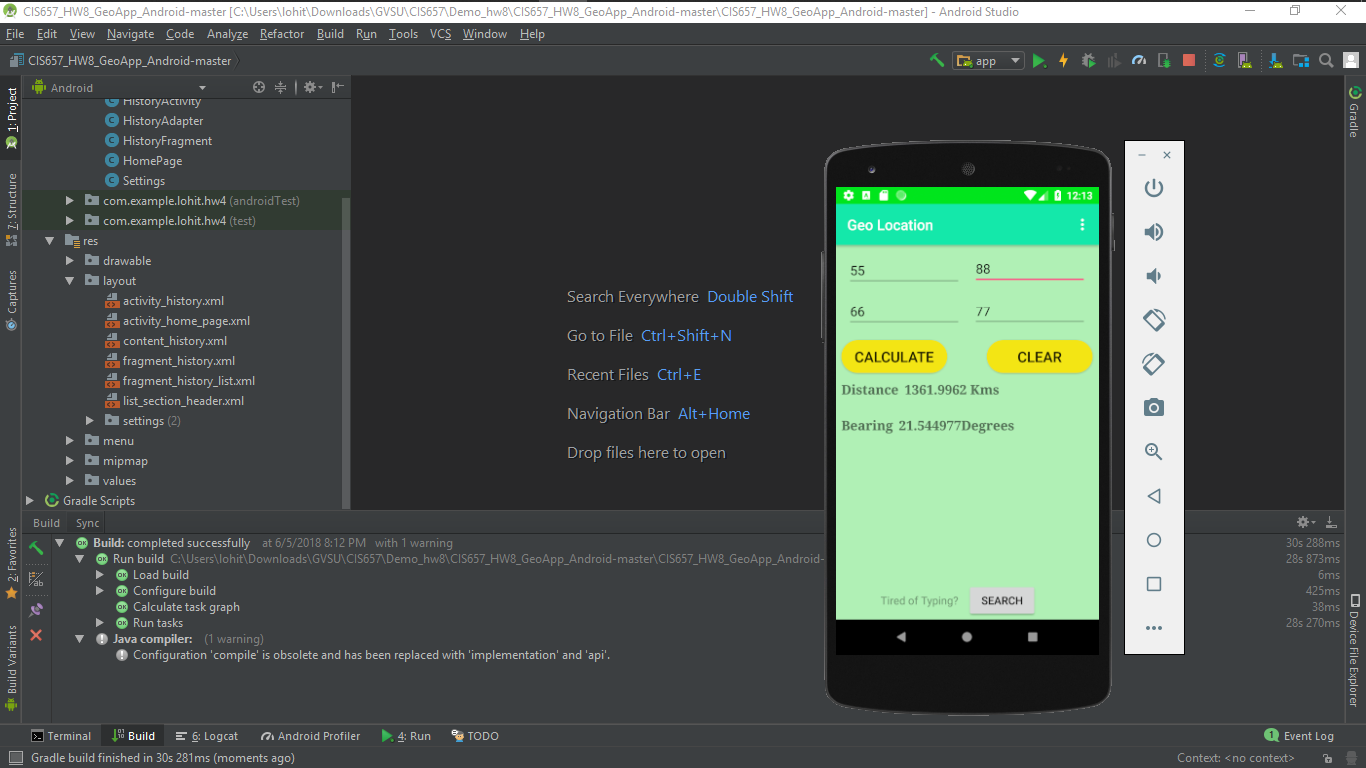 CIS657_HW8_GeoApp_Android-master [C:\Users\lohit\Downloads\GVSU\CIS657\Demo_hw8\CIS657_HW8_GeoApp_Android-master\CIS657_HW8_GeoApp_Android-master] - Android Studio
File Edit View Navigate Code Analyze Refactor Build Run Tools VCS Window Help
CIS657_HW8_GeoApp_Android-master
app
1: Project
7: Structure
Captures
2: Favorites
Build Variants
Android
HistoryActivity
HistoryAdapter
HistoryFragment
HomePage
Settings
com.example.lohit.hw4 (androidTest)
com.example.lohit.hw4 (test)
res
drawable
layout
activity_history.xml
activity_home_page.xml
content_history.xml
fragment_history.xml
fragment_history_list.xml
list_section_header.xml
settings (2)
menu
mipmap
values
Gradle Scripts
Search Everywhere Double Shift
Go to File Ctrl+Shift+N
Recent Files Ctrl+E
Navigation Bar Alt+Home
Drop files here to open
12:13
Geo Location
55 88
66 77
CALCULATE CLEAR
Distance 1361.9962 Kms
Bearing 21.544977Degrees
Tired of Typing? SEARCH
Gradle
Device File Explorer
Build Sync
Build: completed successfully at 6/5/2018 8:12 PM with 1 warning 30s 288ms
Run build C:\Users\lohit\Downloads\GVSU\CIS657\Demo_hw8\CIS657_HW8_GeoApp_Android-master\CIS657_HW8_GeoApp_Android- 28s 873ms
Load build 6ms
Configure build 425ms
Calculate task graph 38ms
Run tasks 28s 270ms
Java compiler: (1 warning)
Configuration 'compile' is obsolete and has been replaced with 'implementation' and 'api'.
Terminal Build 6: Logcat Android Profiler 4: Run TODO 1 Event Log
Gradle build finished in 30s 281ms (moments ago) Context: <no context>